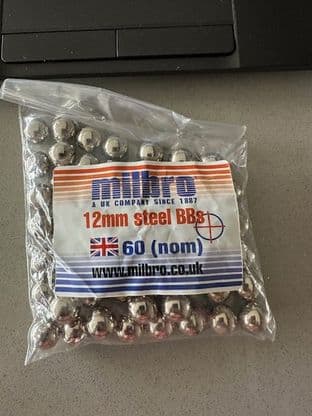 milbro
A UK COMPANY SINCE 1887
12mm steel BBs
60 (nom)
www.milbro.co.uk